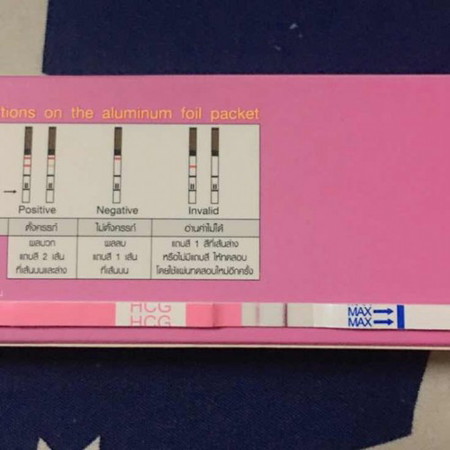 tions on the aluminum foil packet
Positive Negative Invalid
ตั้งครรภ์ ไม่ตั้งครรภ์ อ่านค่าไม่ได้
ผลบวก ผลลบ แถบสี 1 สีที่เส้นล่าง
แถบสี 2 เส้น แถบสี 1 เส้น หรือไม่มีแถบสี ให้ทดสอบ
ที่เส้นบนและล่าง ที่เส้นบน โดยใช้แผ่นทดสอบใหม่อีกครั้ง
HCG MAX
HCG MAX